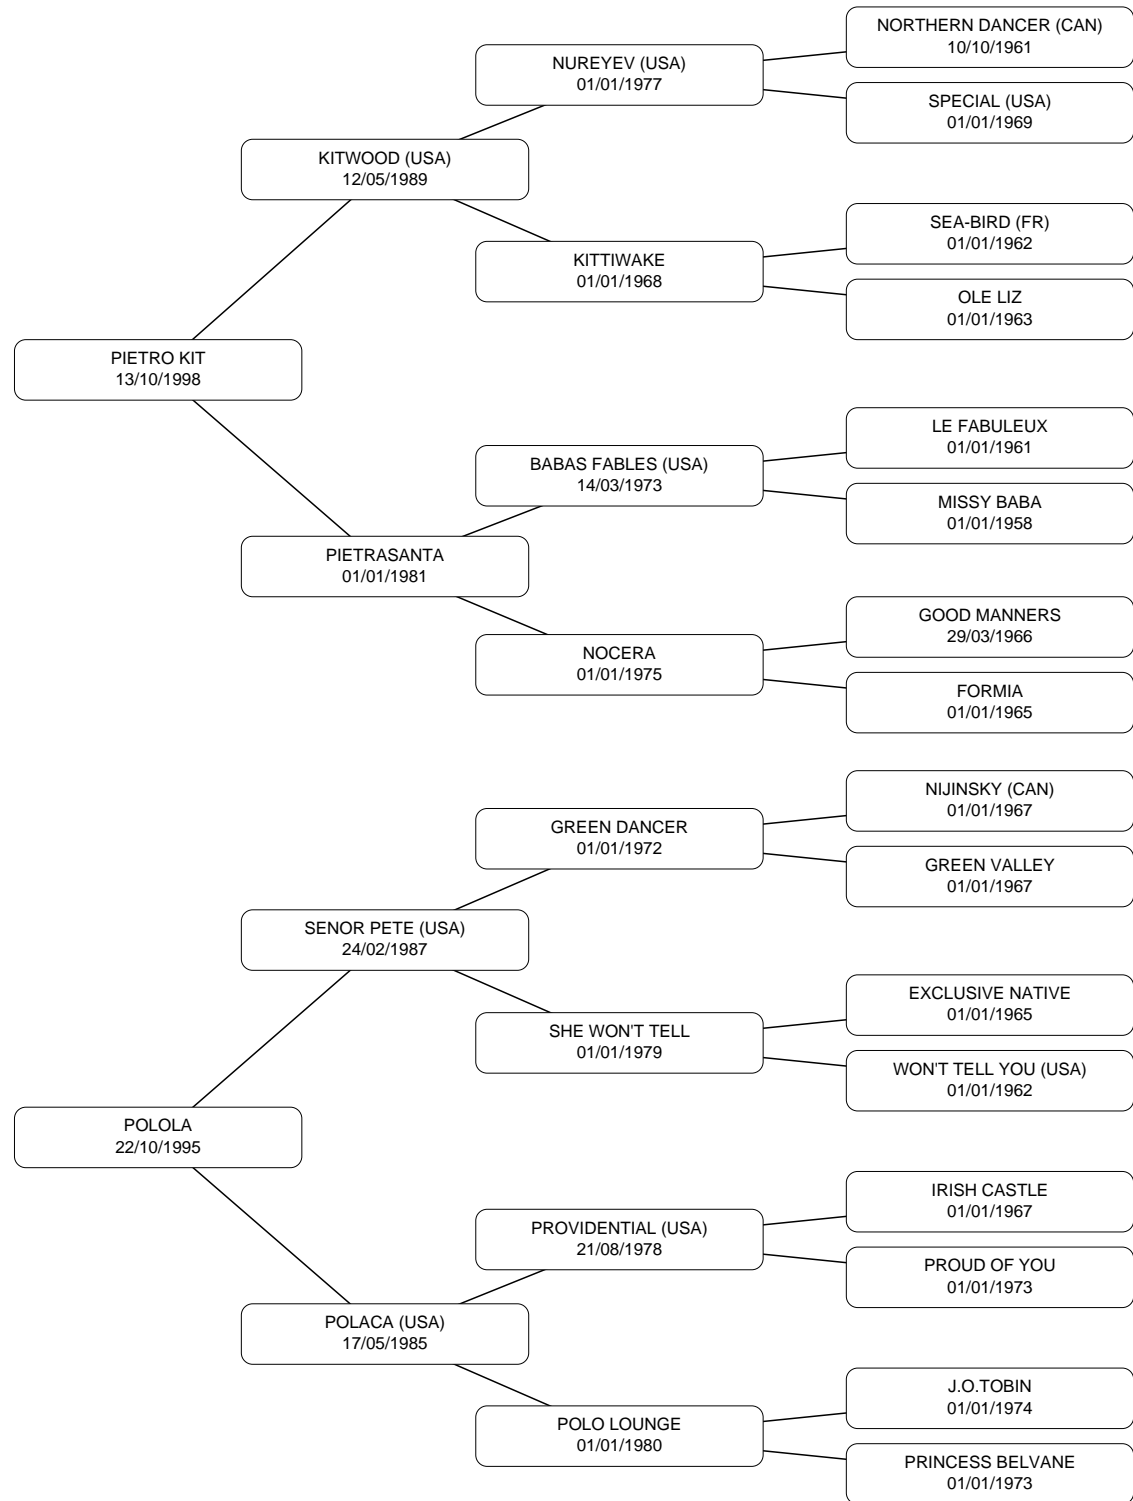 NORTHERN DANCER (CAN)
10/10/1961
NUREYEV (USA)
01/01/1977
SPECIAL (USA)
01/01/1969
KITWOOD (USA)
12/05/1989
SEA-BIRD (FR)
01/01/1962
KITTIWAKE
01/01/1968
OLE LIZ
01/01/1963
PIETRO KIT
13/10/1998
LE FABULEUX
01/01/1961
BABAS FABLES (USA)
14/03/1973
MISSY BABA
01/01/1958
PIETRASANTA
01/01/1981
GOOD MANNERS
29/03/1966
NOCERA
01/01/1975
FORMIA
01/01/1965
NIJINSKY (CAN)
01/01/1967
GREEN DANCER
01/01/1972
GREEN VALLEY
01/01/1967
SENOR PETE (USA)
24/02/1987
EXCLUSIVE NATIVE
01/01/1965
SHE WON'T TELL
01/01/1979
WON'T TELL YOU (USA)
01/01/1962
POLOLA
22/10/1995
IRISH CASTLE
01/01/1967
PROVIDENTIAL (USA)
21/08/1978
PROUD OF YOU
01/01/1973
POLACA (USA)
17/05/1985
J.O.TOBIN
01/01/1974
POLO LOUNGE
01/01/1980
PRINCESS BELVANE
01/01/1973